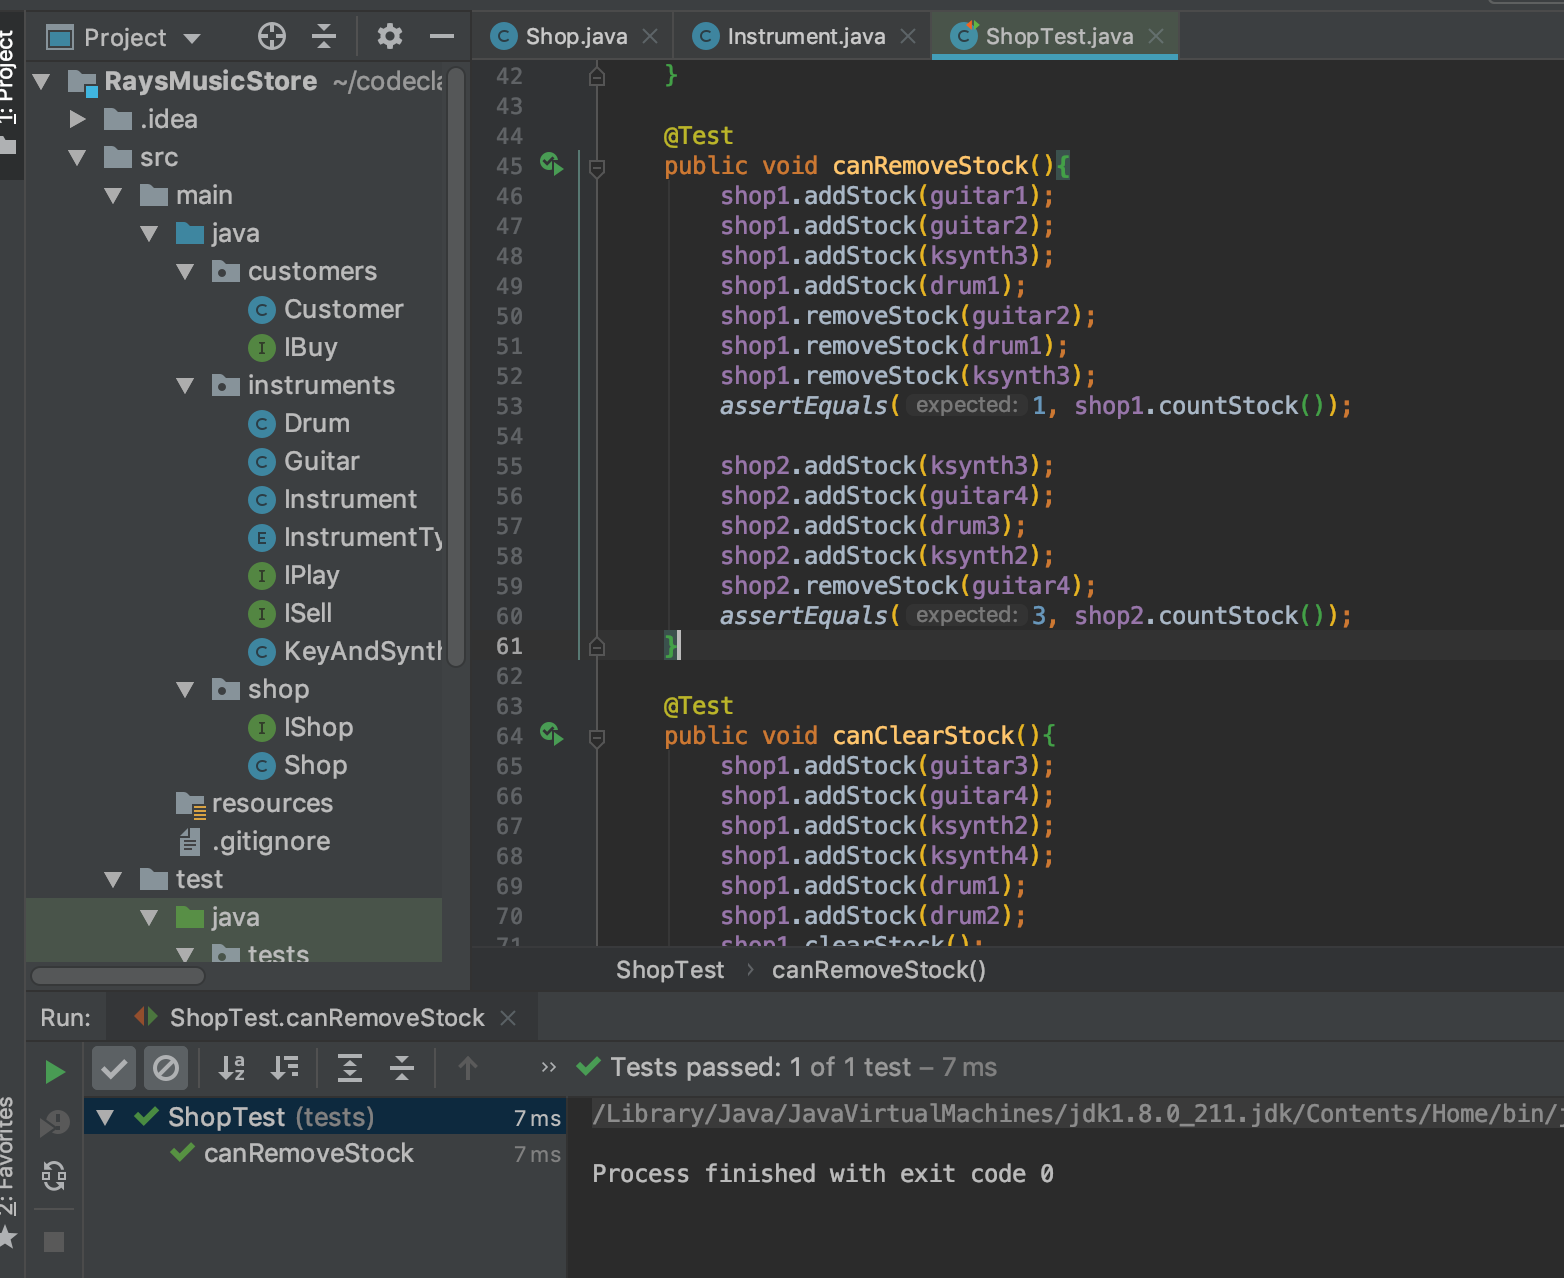 Project
Shop.java
Instrument.java
ShopTest.java
1: Project
RaysMusicStore ~/codecla
.idea
src
main
java
customers
Customer
IBuy
instruments
Drum
Guitar
Instrument
InstrumentTy
IPlay
ISell
KeyAndSynth
shop
IShop
Shop
resources
.gitignore
test
java
tests
42 }
43
44 @Test
45 public void canRemoveStock(){
46 shop1.addStock(guitar1);
47 shop1.addStock(guitar2);
48 shop1.addStock(ksynth3);
49 shop1.addStock(drum1);
50 shop1.removeStock(guitar2);
51 shop1.removeStock(drum1);
52 shop1.removeStock(ksynth3);
53 assertEquals( expected: 1, shop1.countStock());
54
55 shop2.addStock(ksynth3);
56 shop2.addStock(guitar4);
57 shop2.addStock(drum3);
58 shop2.addStock(ksynth2);
59 shop2.removeStock(guitar4);
60 assertEquals( expected: 3, shop2.countStock());
61 }
62
63 @Test
64 public void canClearStock(){
65 shop1.addStock(guitar3);
66 shop1.addStock(guitar4);
67 shop1.addStock(ksynth2);
68 shop1.addStock(ksynth4);
69 shop1.addStock(drum1);
70 shop1.addStock(drum2);
71 shop1.clearStock();
ShopTest › canRemoveStock()
Run: ShopTest.canRemoveStock
» Tests passed: 1 of 1 test – 7 ms
ShopTest (tests) 7 ms
canRemoveStock 7 ms
/Library/Java/JavaVirtualMachines/jdk1.8.0_211.jdk/Contents/Home/bin/j
Process finished with exit code 0
2: Favorites